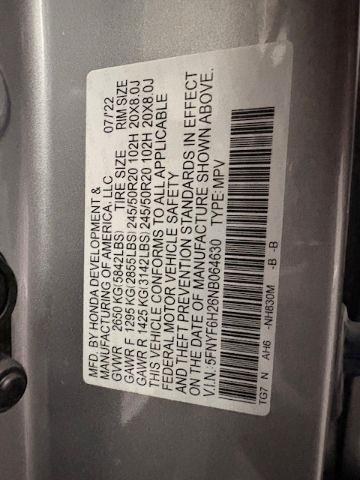 MFD. BY HONDA DEVELOPMENT & 07/'22
MANUFACTURING OF AMERICA. LLC
TIRE SIZE RIM SIZE
GVWR 2650 KG(5842LBS)
GAWR F 1295 KG(2855LBS) 245/50R20 102H 20X8.0J
GAWR R 1425 KG(3142LBS) 245/50R20 102H 20X8.0J
THIS VEHICLE CONFORMS TO ALL APPLICABLE
FEDERAL MOTOR VEHICLE SAFETY
AND THEFT PREVENTION STANDARDS IN EFFECT
ON THE DATE OF MANUFACTURE SHOWN ABOVE.
V.I.N. 5FNYF6H26NB064630 TYPE: MPV
TG7 N AH6 -NH830M -B -B